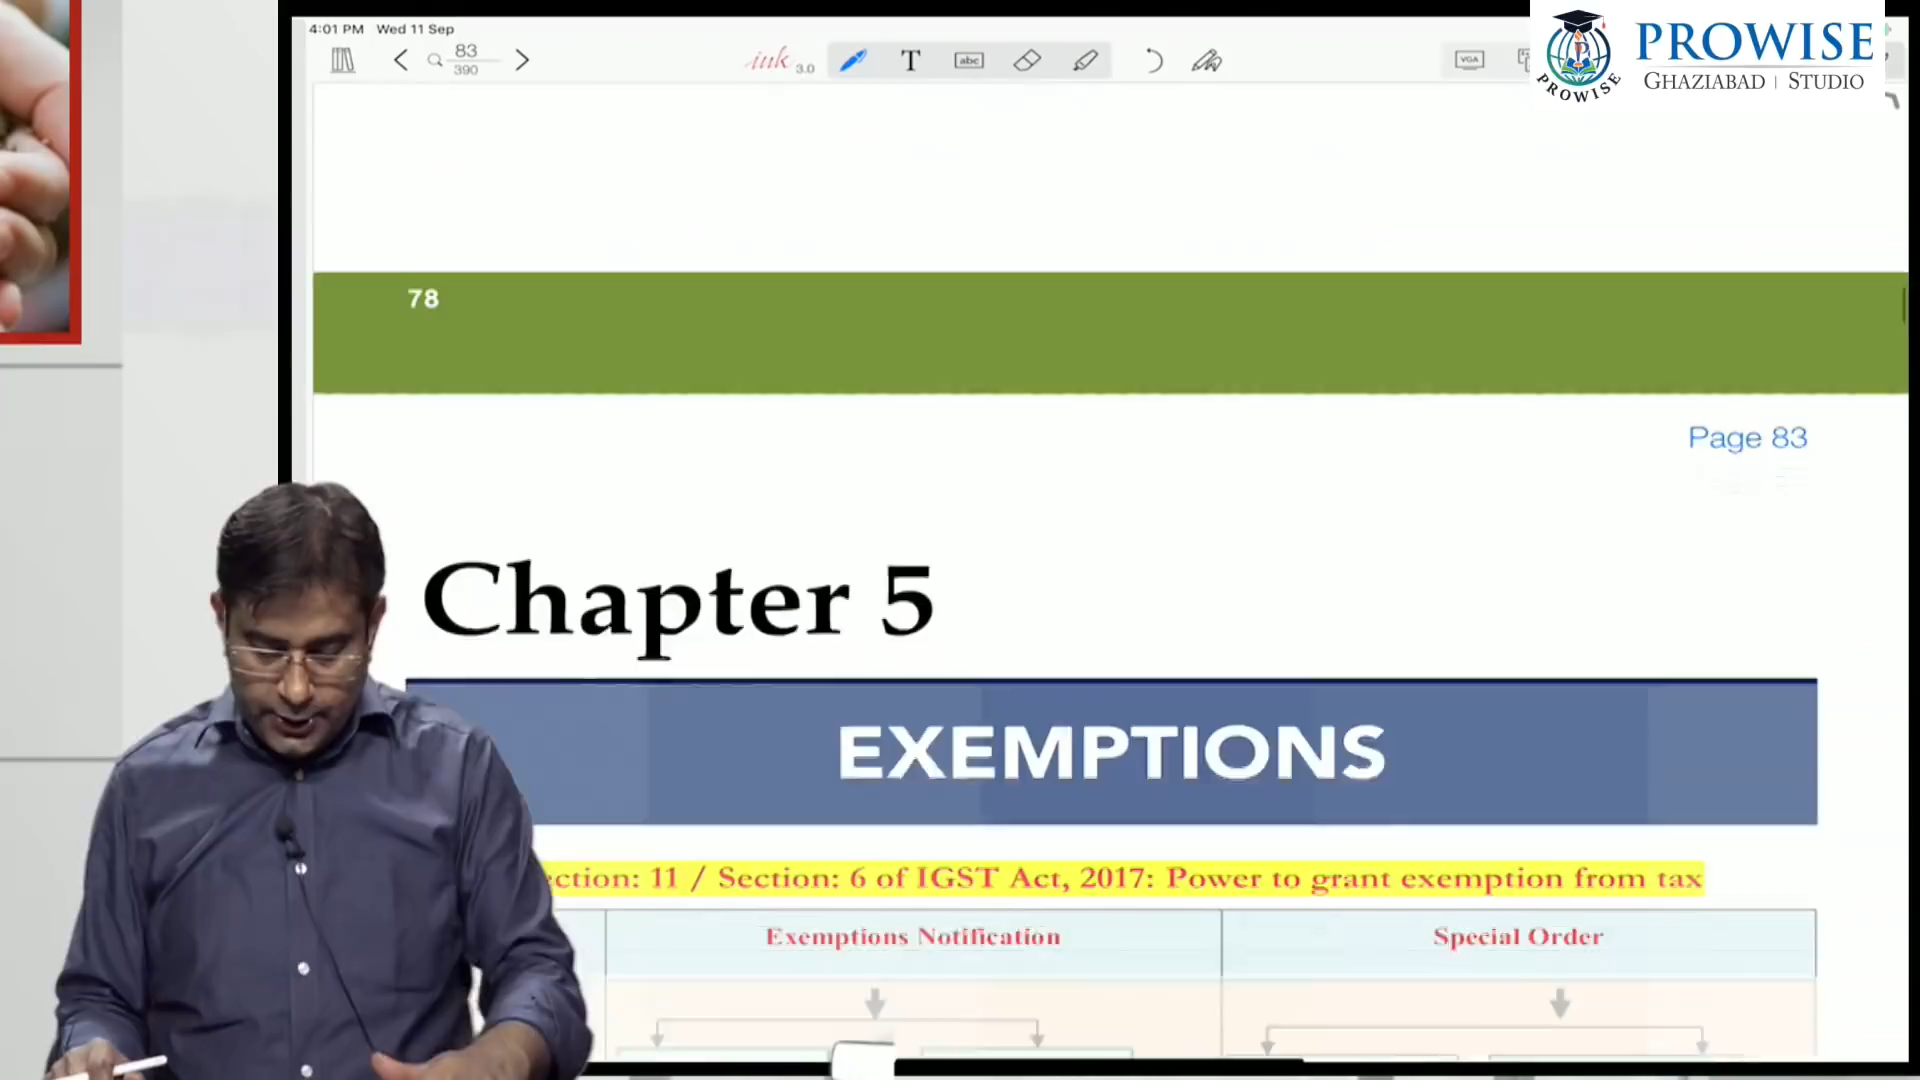 4:01 PM Wed 11 Sep
83
390
ink 3.0
T
abc
VGA
PROWISE
PROWISE
GHAZIABAD | STUDIO
78
Page 83
Chapter 5
EXEMPTIONS
ction: 11 / Section: 6 of IGST Act, 2017: Power to grant exemption from tax
Exemptions Notification
Special Order